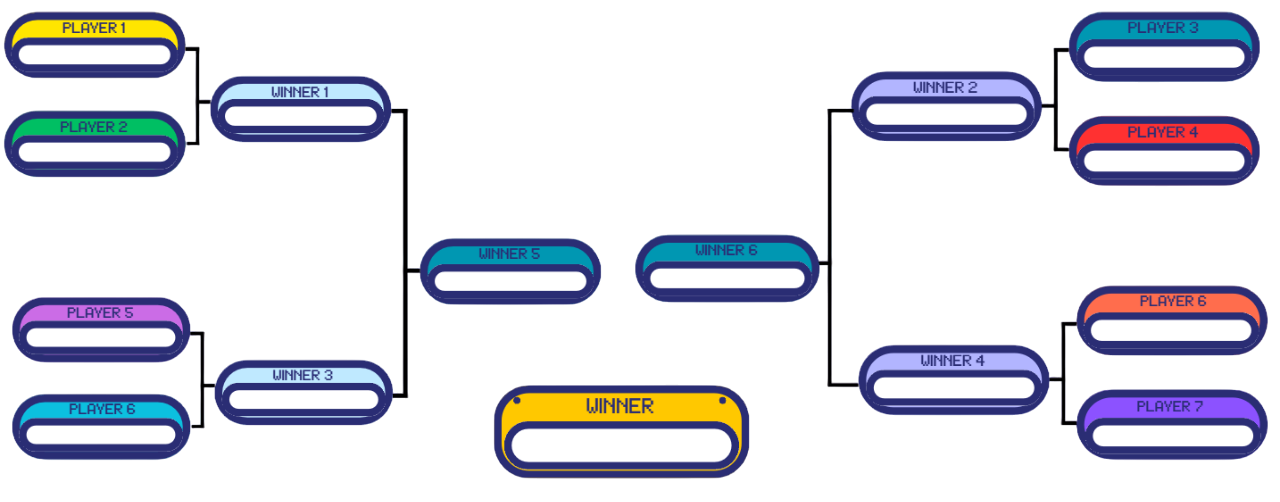 PLAYER 1
PLAYER 3
WINNER 1
WINNER 2
PLAYER 2
PLAYER 4
WINNER 5
WINNER 6
PLAYER 5
PLAYER 6
WINNER 3
WINNER 4
PLAYER 6
WINNER
PLAYER 7